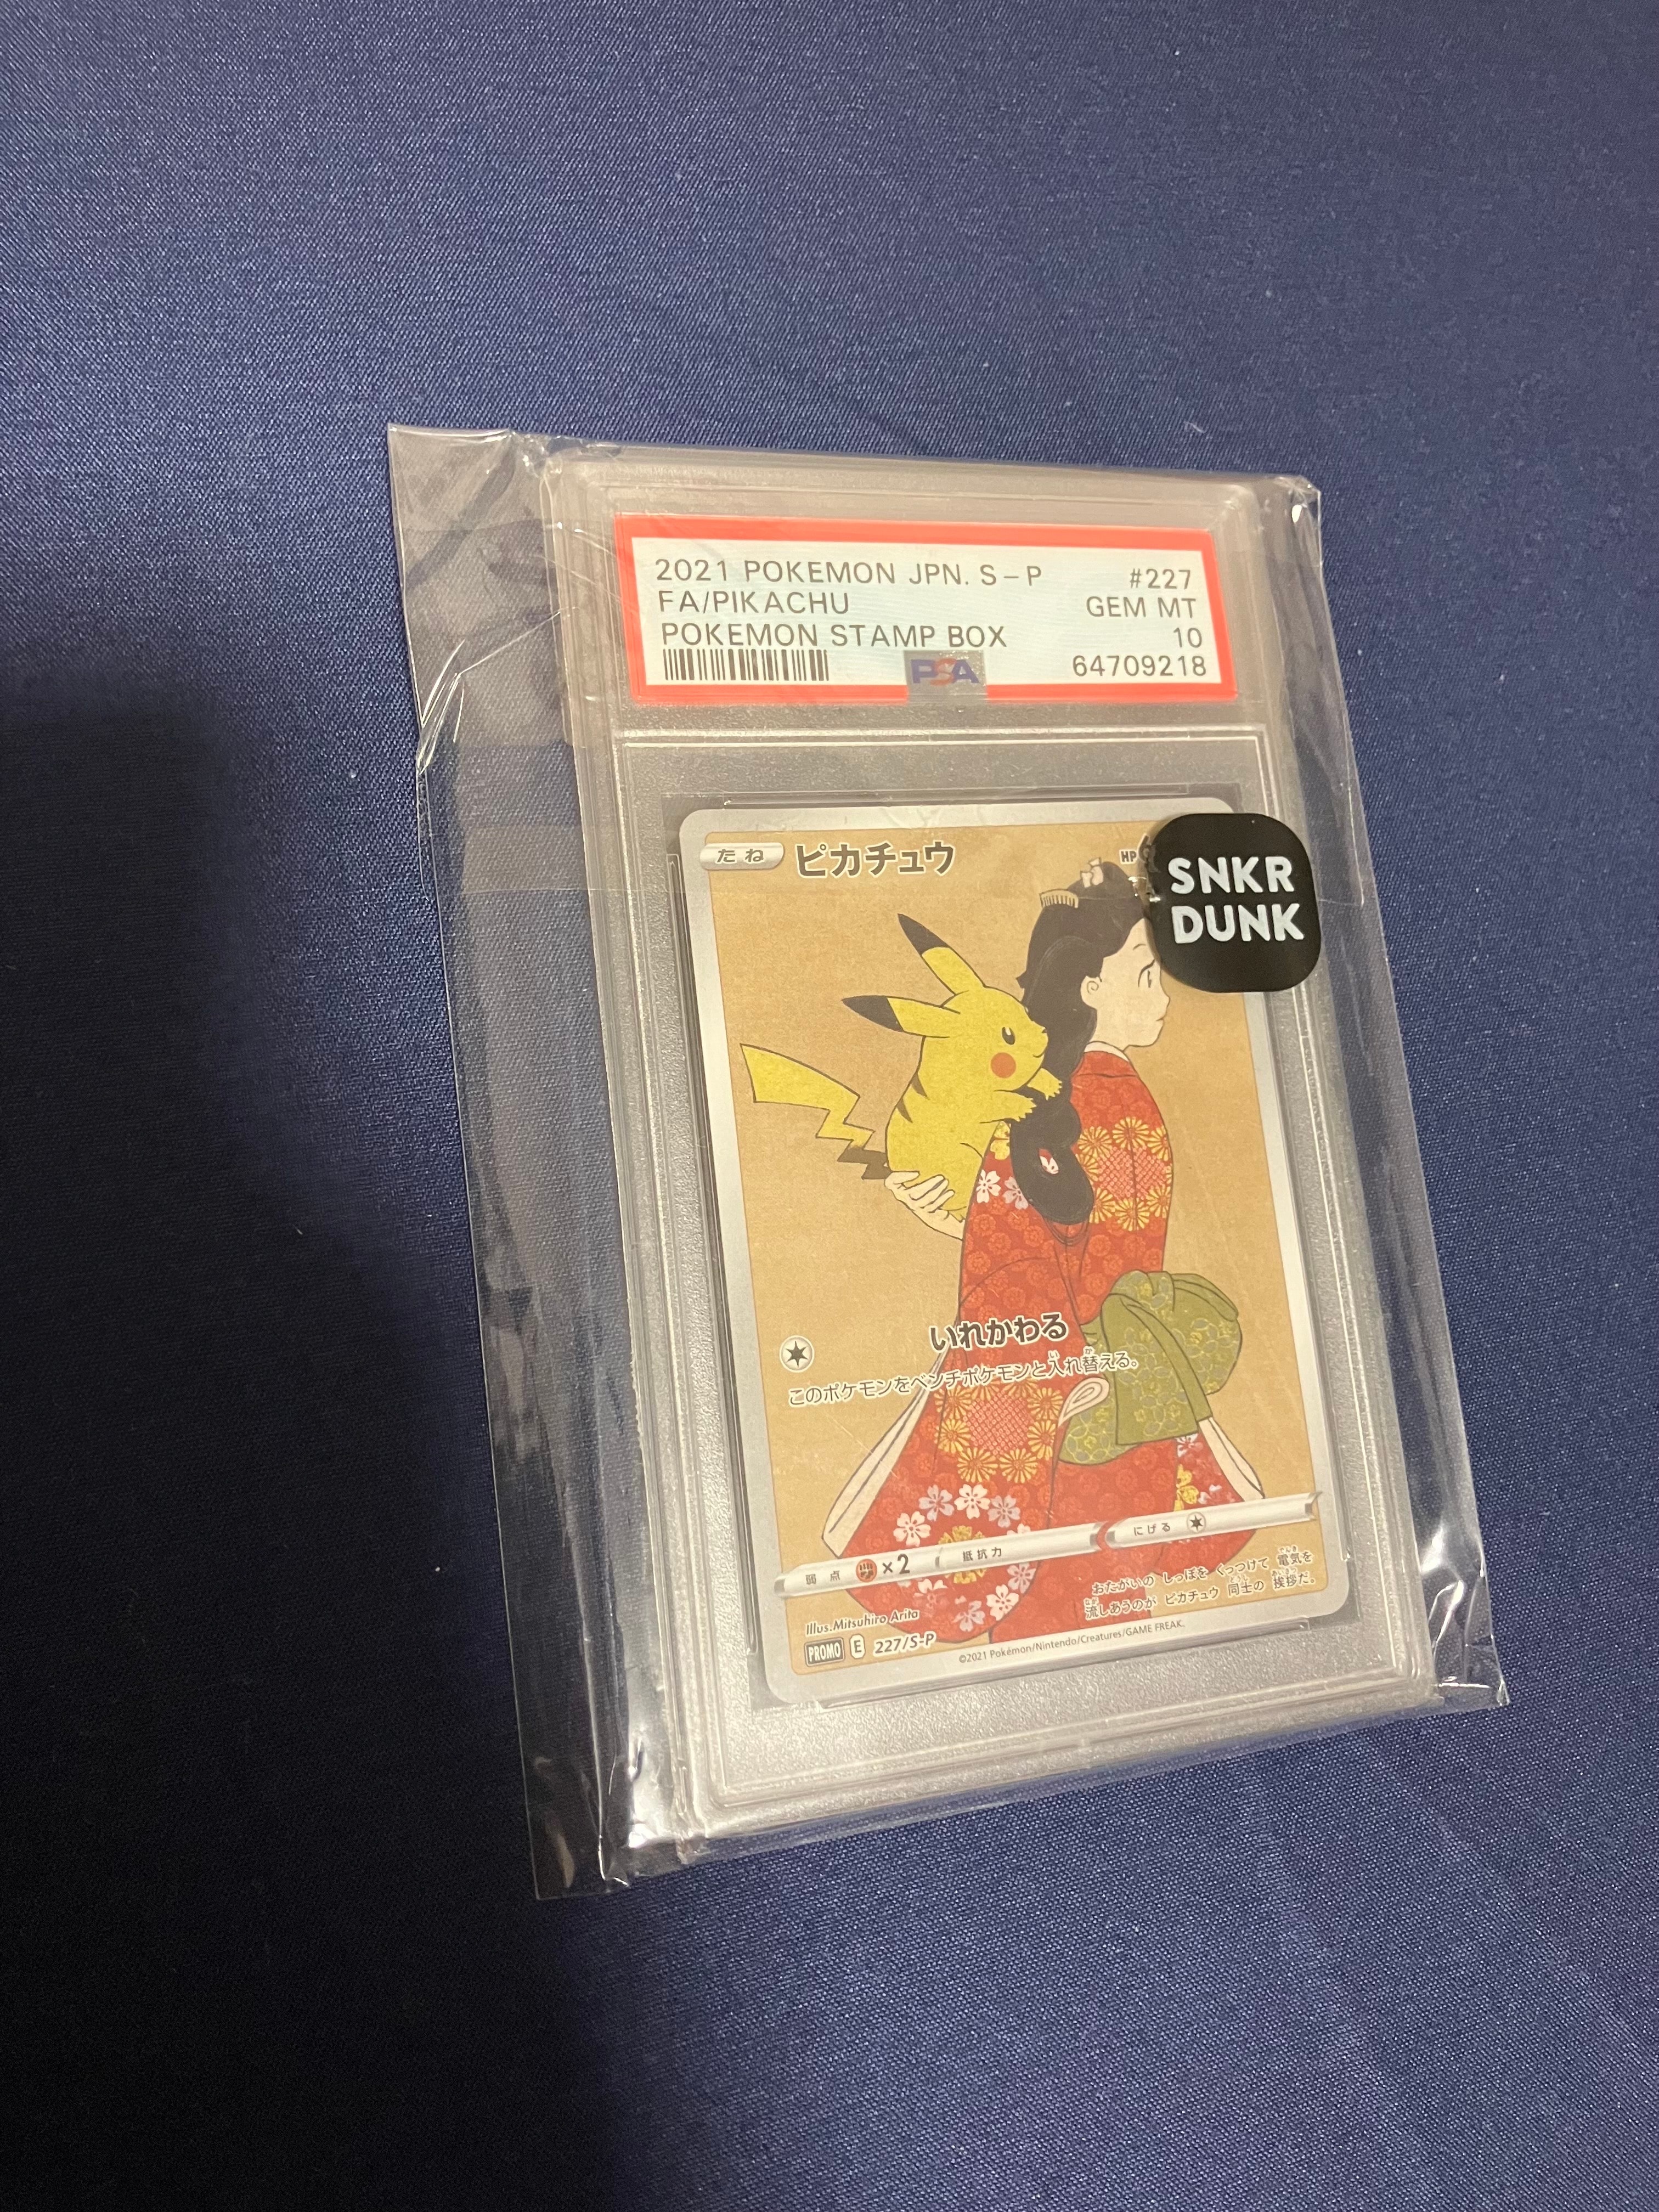 2021 POKEMON JPN. S-P #227
FA/PIKACHU GEM MT
POKEMON STAMP BOX 10
PSA 64709218
たね ピカチュウ HP
SNKR
DUNK
いれかわる
このポケモンをベンチポケモンと入れ替える。
弱点 ×2 抵抗力 にげる
おたがいの しっぽを くっつけて 電気を
流しあうのが ピカチュウ 同士の 挨拶だ。
Illus. Mitsuhiro Arita
PROMO E 227/S-P
©2021 Pokémon/Nintendo/Creatures/GAME FREAK.